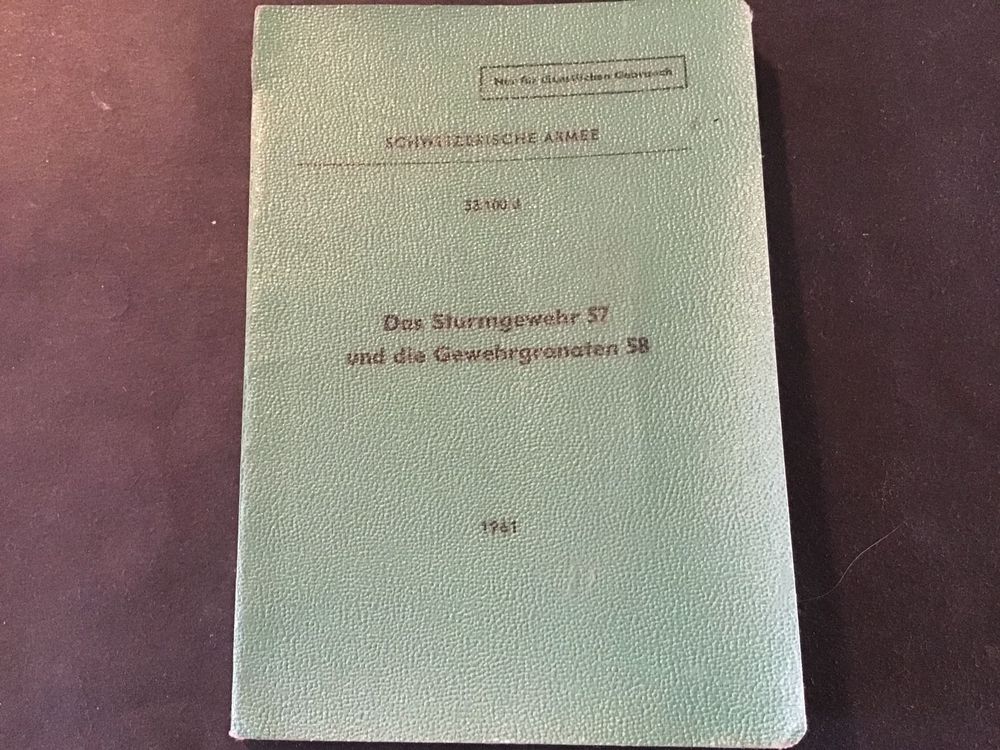 Nur für dienstlichen Gebrauch
SCHWEIZERISCHE ARMEE
53.100 d
Das Sturmgewehr 57
und die Gewehrgranaten 58
1961